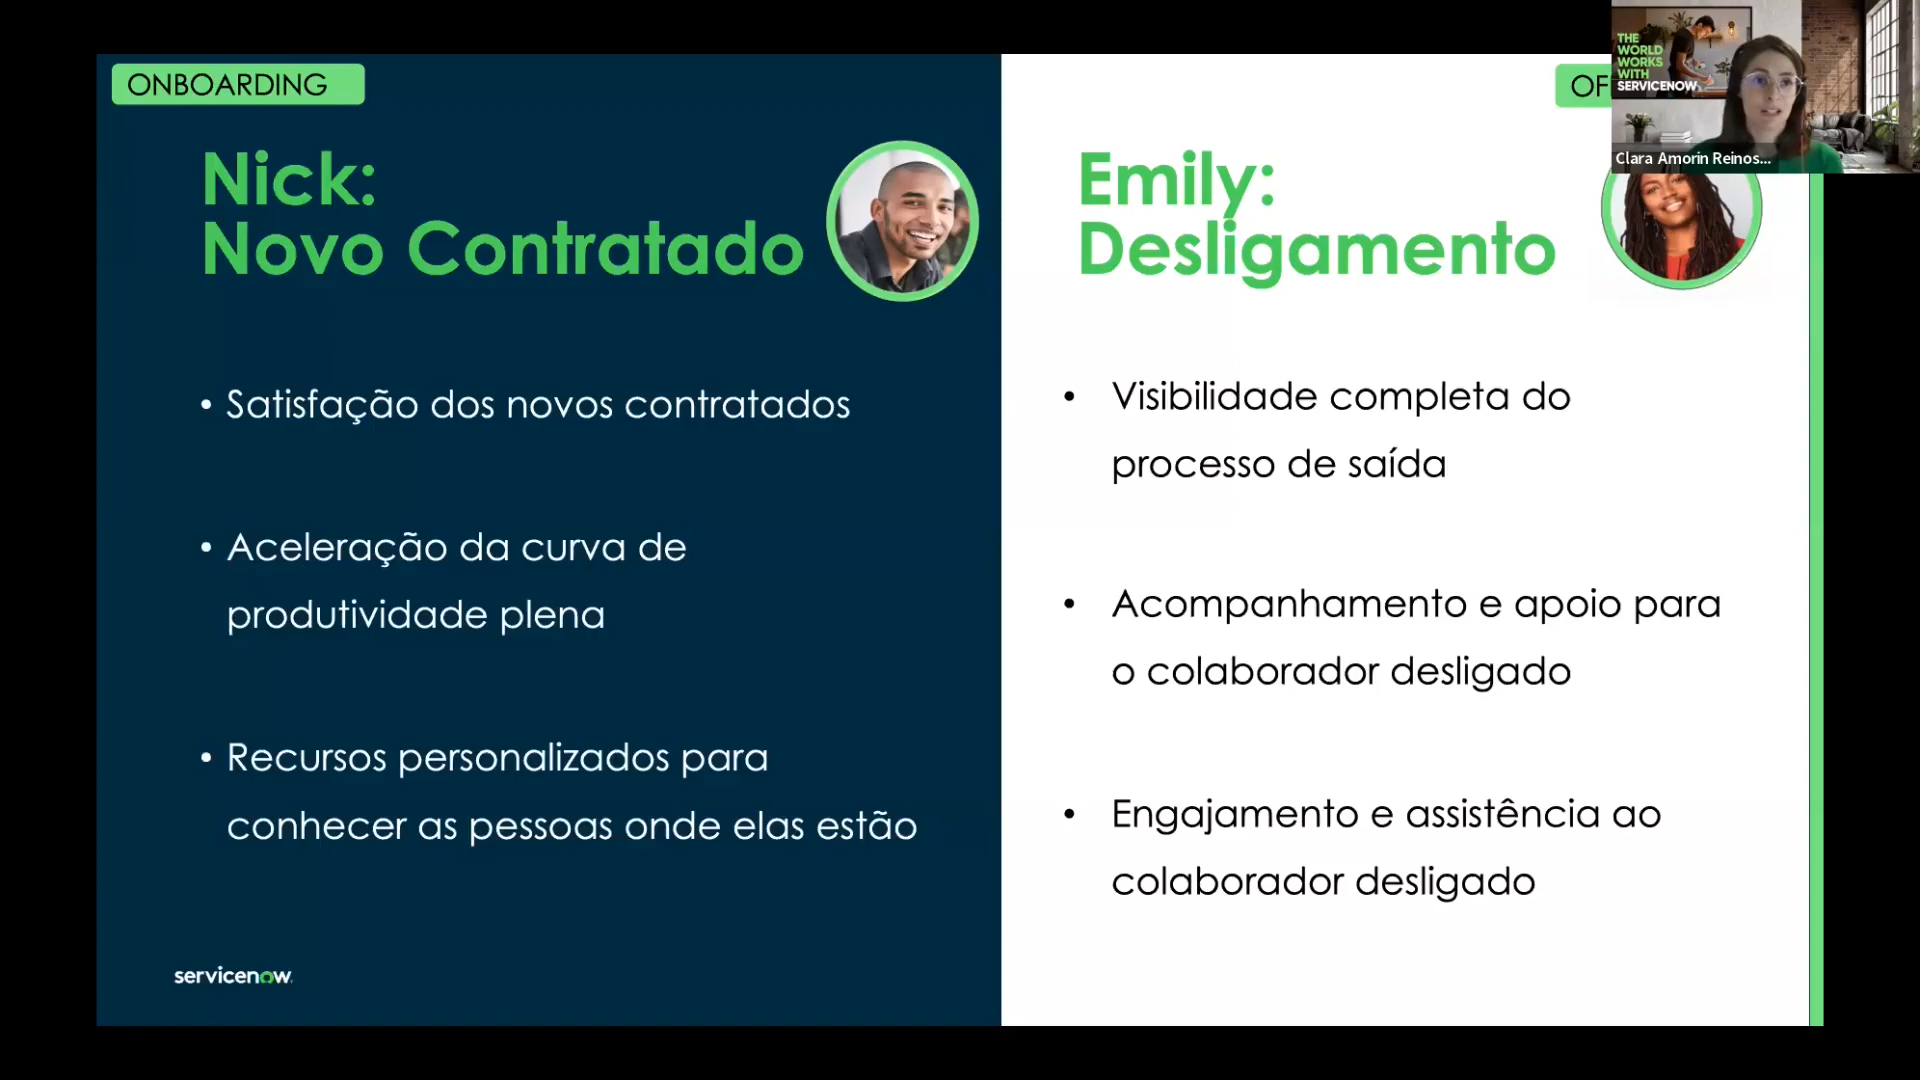 ONBOARDING
Nick:
Novo Contratado
• Satisfação dos novos contratados
• Aceleração da curva de
produtividade plena
• Recursos personalizados para
conhecer as pessoas onde elas estão
servicenow
Emily:
Desligamento
• Visibilidade completa do
processo de saída
• Acompanhamento e apoio para
o colaborador desligado
• Engajamento e assistência ao
colaborador desligado
THE
WORLD
WORKS
WITH
SERVICENOW
Clara Amorin Reinos...